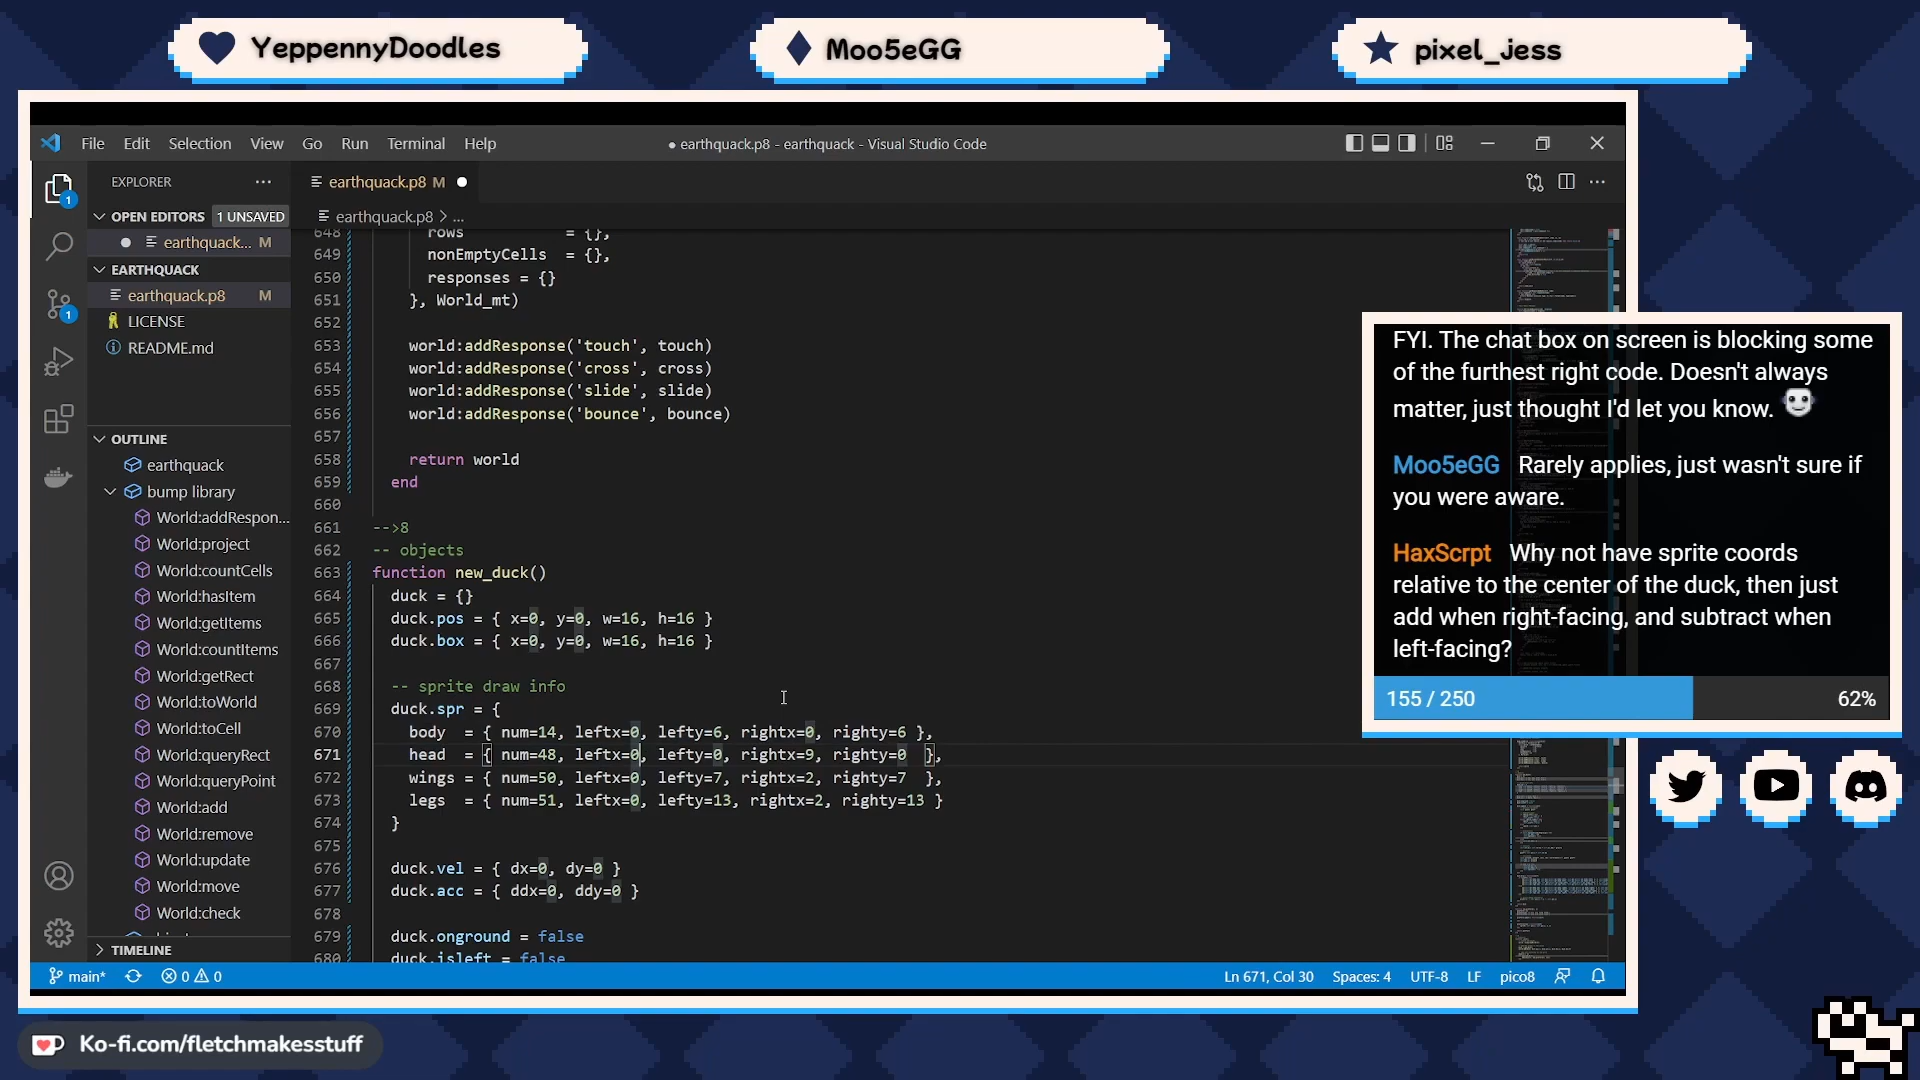 YeppennyDoodles
Moo5eGG
pixel_jess
File Edit Selection View Go Run Terminal Help
● earthquack.p8 - earthquack - Visual Studio Code
EXPLORER
earthquack.p8 M
OPEN EDITORS 1 UNSAVED
earthquack.p8 > ...
earthquack... M
EARTHQUACK
earthquack.p8 M
LICENSE
README.md
OUTLINE
earthquack
bump library
World:addRespon...
World:project
World:countCells
World:hasItem
World:getItems
World:countItems
World:getRect
World:toWorld
World:toCell
World:queryRect
World:queryPoint
World:add
World:remove
World:update
World:move
World:check
TIMELINE
648 rows = {},
649 nonEmptyCells = {},
650 responses = {}
651 }, World_mt)
652
653 world:addResponse('touch', touch)
654 world:addResponse('cross', cross)
655 world:addResponse('slide', slide)
656 world:addResponse('bounce', bounce)
657
658 return world
659 end
660
661 -->8
662 -- objects
663 function new_duck()
664 duck = {}
665 duck.pos = { x=0, y=0, w=16, h=16 }
666 duck.box = { x=0, y=0, w=16, h=16 }
667
668 -- sprite draw info
669 duck.spr = {
670 body = { num=14, leftx=0, lefty=6, rightx=0, righty=6 },
671 head = { num=48, leftx=0, lefty=0, rightx=9, righty=0 },
672 wings = { num=50, leftx=0, lefty=7, rightx=2, righty=7 },
673 legs = { num=51, leftx=0, lefty=13, rightx=2, righty=13 }
674 }
675
676 duck.vel = { dx=0, dy=0 }
677 duck.acc = { ddx=0, ddy=0 }
678
679 duck.onground = false
680 duck.isleft = false
main* 0 0
Ln 671, Col 30 Spaces: 4 UTF-8 LF pico8
FYI. The chat box on screen is blocking some
of the furthest right code. Doesn't always
matter, just thought I'd let you know.
Moo5eGG Rarely applies, just wasn't sure if
you were aware.
HaxScrpt Why not have sprite coords
relative to the center of the duck, then just
add when right-facing, and subtract when
left-facing?
155 / 250 62%
Ko-fi.com/fletchmakesstuff